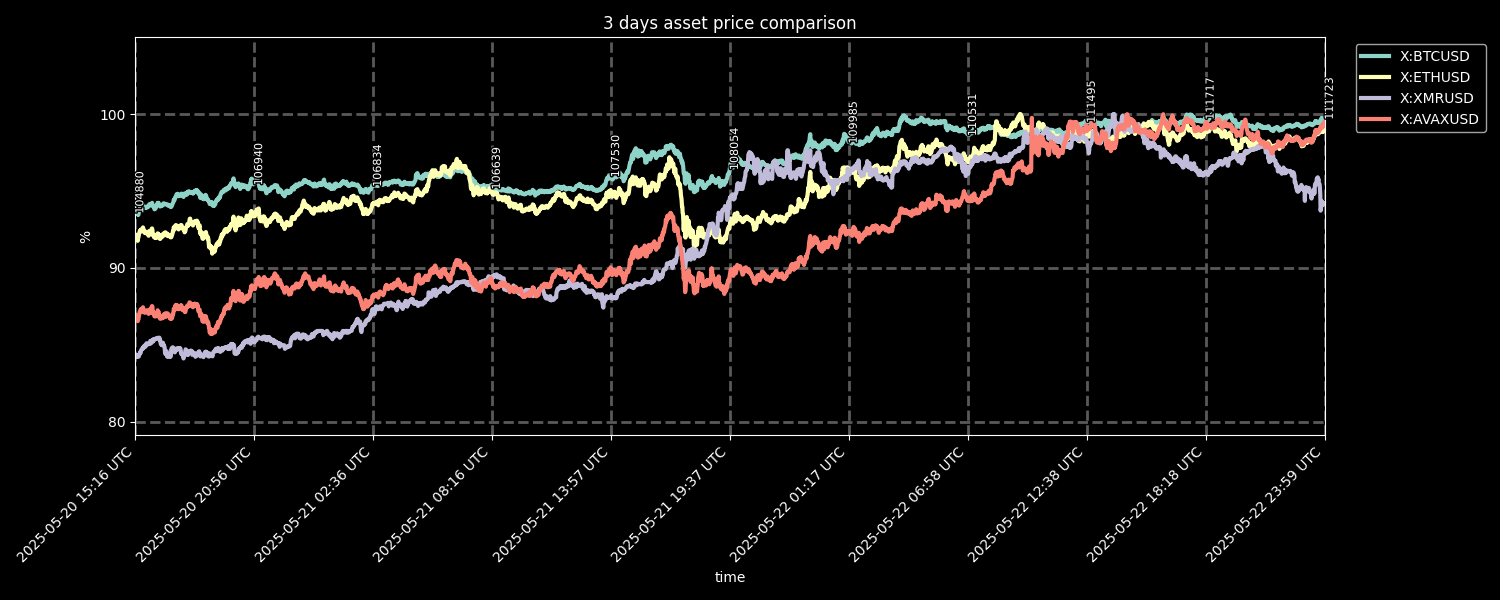 3 days asset price comparison
X:BTCUSD
X:ETHUSD
X:XMRUSD
X:AVAXUSD
100
90
80
%
104880
106940
106834
106639
107530
108054
109985
110531
111495
111717
111723
2025-05-20 15:16 UTC
2025-05-20 20:56 UTC
2025-05-21 02:36 UTC
2025-05-21 08:16 UTC
2025-05-21 13:57 UTC
2025-05-21 19:37 UTC
2025-05-22 01:17 UTC
2025-05-22 06:58 UTC
2025-05-22 12:38 UTC
2025-05-22 18:18 UTC
2025-05-22 23:59 UTC
time